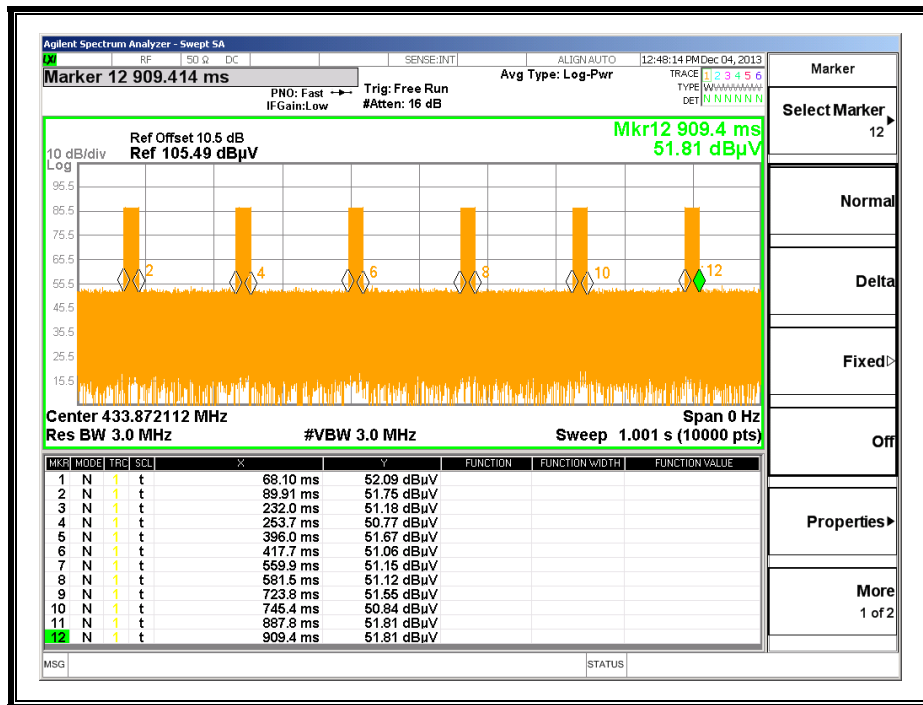 Agilent Spectrum Analyzer - Swept SA
LXI RF 50 Ω DC SENSE:INT ALIGNAUTO 12:48:14 PM Dec 04, 2013
Marker 12 909.414 ms
PNO: Fast
IFGain:Low
Trig: Free Run
#Atten: 16 dB
Avg Type: Log-Pwr
TRACE 1 2 3 4 5 6
TYPE W
DET N N N N N N
Mkr12 909.4 ms
51.81 dBµV
Ref Offset 10.5 dB
10 dB/div Ref 105.49 dBµV
Log
95.5
85.5
75.5
65.5
55.5
45.5
35.5
25.5
15.5
2 4 6 8 10 12
Center 433.872112 MHz Span 0 Hz
Res BW 3.0 MHz #VBW 3.0 MHz Sweep 1.001 s (10000 pts)
MKR MODE TRC SCL X Y FUNCTION FUNCTION WIDTH FUNCTION VALUE
1 N 1 t 68.10 ms 52.09 dBµV
2 N 1 t 89.91 ms 51.75 dBµV
3 N 1 t 232.0 ms 51.18 dBµV
4 N 1 t 253.7 ms 50.77 dBµV
5 N 1 t 396.0 ms 51.67 dBµV
6 N 1 t 417.7 ms 51.06 dBµV
7 N 1 t 559.9 ms 51.15 dBµV
8 N 1 t 581.5 ms 51.12 dBµV
9 N 1 t 723.8 ms 51.55 dBµV
10 N 1 t 745.4 ms 50.84 dBµV
11 N 1 t 887.8 ms 51.81 dBµV
12 N 1 t 909.4 ms 51.81 dBµV
MSG STATUS
Marker
Select Marker
12
Normal
Delta
Fixed
Off
Properties
More
1 of 2